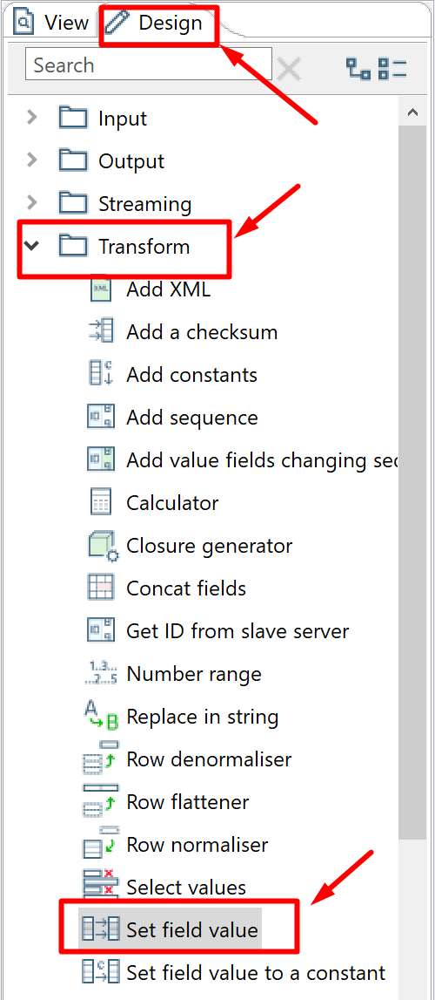 View Design
Search
Input
Output
Streaming
Transform
Add XML
Add a checksum
Add constants
Add sequence
Add value fields changing sec
Calculator
Closure generator
Concat fields
Get ID from slave server
Number range
Replace in string
Row denormaliser
Row flattener
Row normaliser
Select values
Set field value
Set field value to a constant